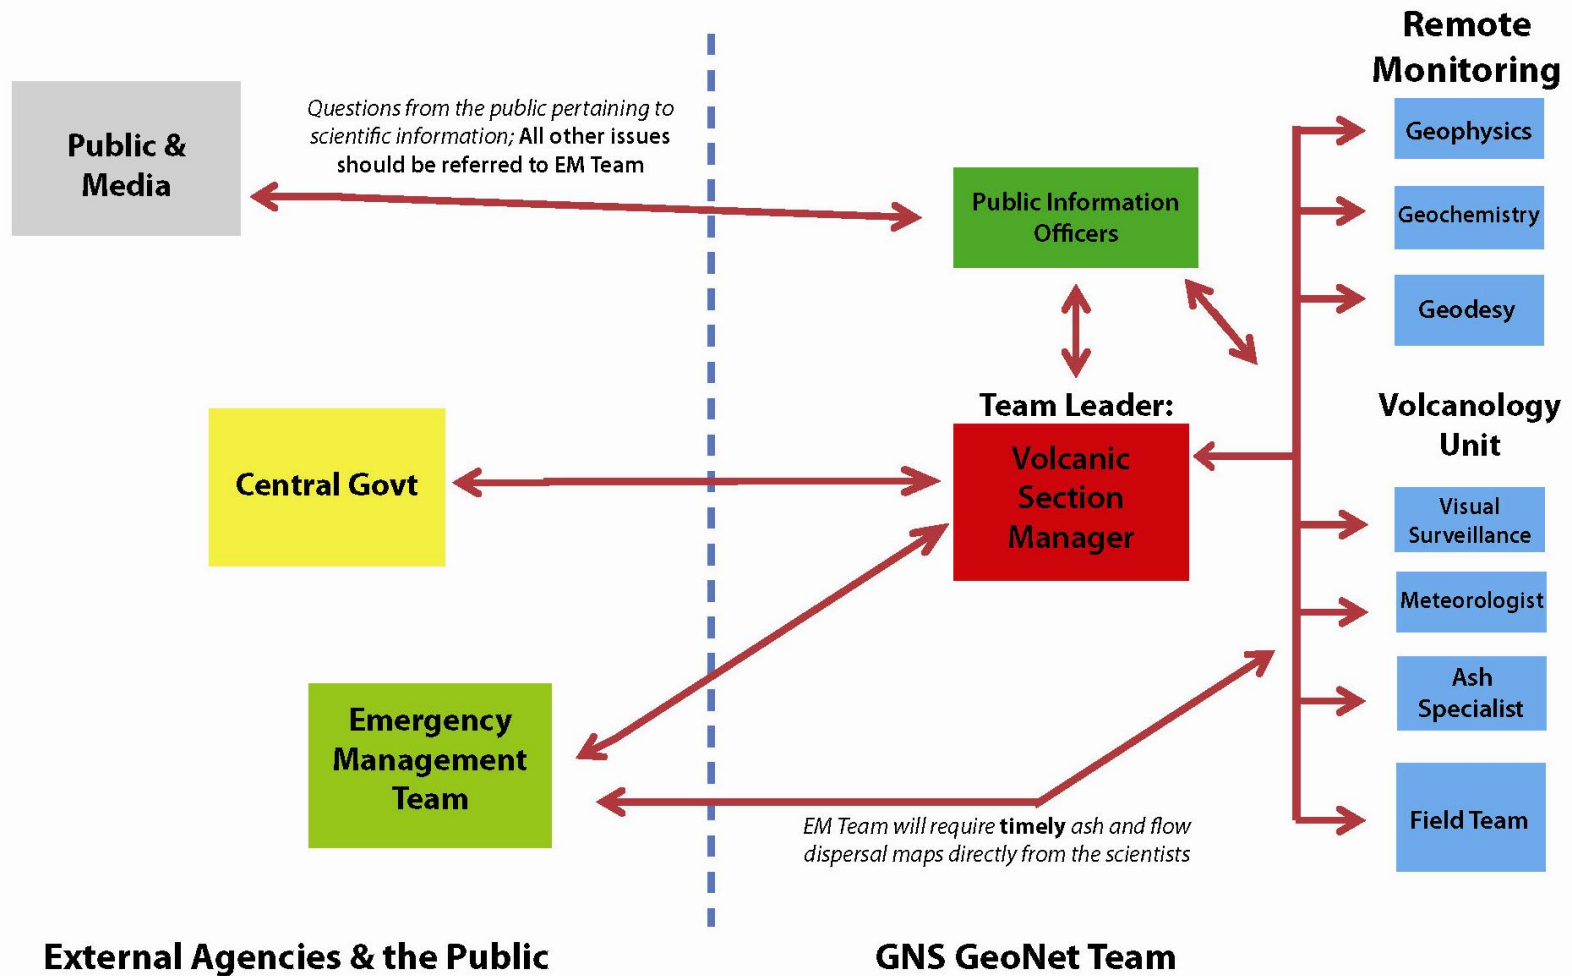 Remote
Monitoring
Public &
Media
Questions from the public pertaining to
scientific information; All other issues
should be referred to EM Team
Public Information
Officers
Geophysics
Geochemistry
Geodesy
Team Leader:
Volcanic
Section
Manager
Central Govt
Volcanology
Unit
Visual
Surveillance
Meteorologist
Ash
Specialist
Field Team
Emergency
Management
Team
EM Team will require timely ash and flow
dispersal maps directly from the scientists
External Agencies & the Public
GNS GeoNet Team